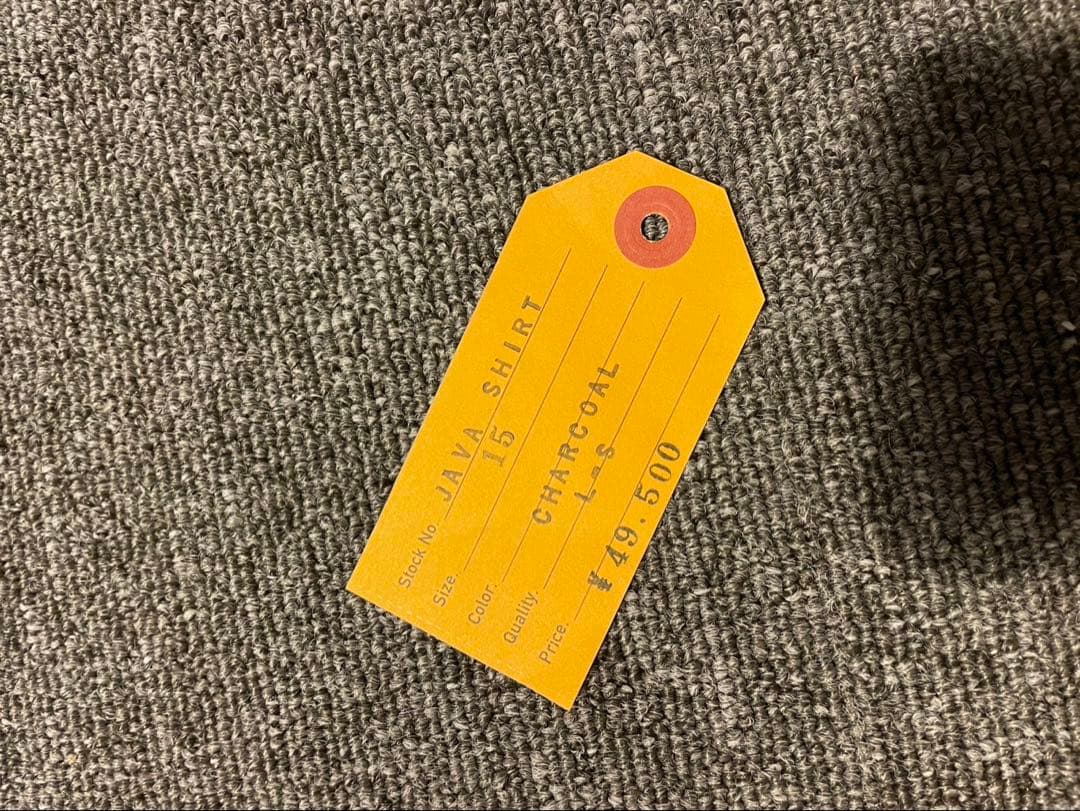 Stock No. JAVA SHIRT
Size. 15
Color. CHARCOAL
Quality. L-S
Price. ¥49.500